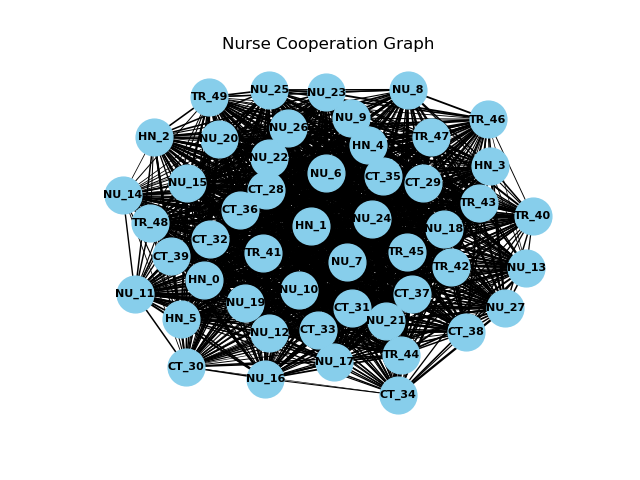 Nurse Cooperation Graph
NU_25
NU_8
NU_23
TR_49
NU_9
TR_46
NU_26
HN_2
TR_47
NU_20
HN_4
NU_22
HN_3
NU_6
CT_35
NU_15
CT_29
CT_28
NU_14
TR_43
CT_36
TR_40
NU_24
TR_48
HN_1
NU_18
CT_32
TR_45
TR_41
CT_39
NU_7
TR_42
NU_13
HN_0
NU_10
NU_11
CT_37
NU_19
CT_31
NU_27
HN_5
NU_21
CT_33
CT_38
NU_12
TR_44
NU_17
CT_30
NU_16
CT_34